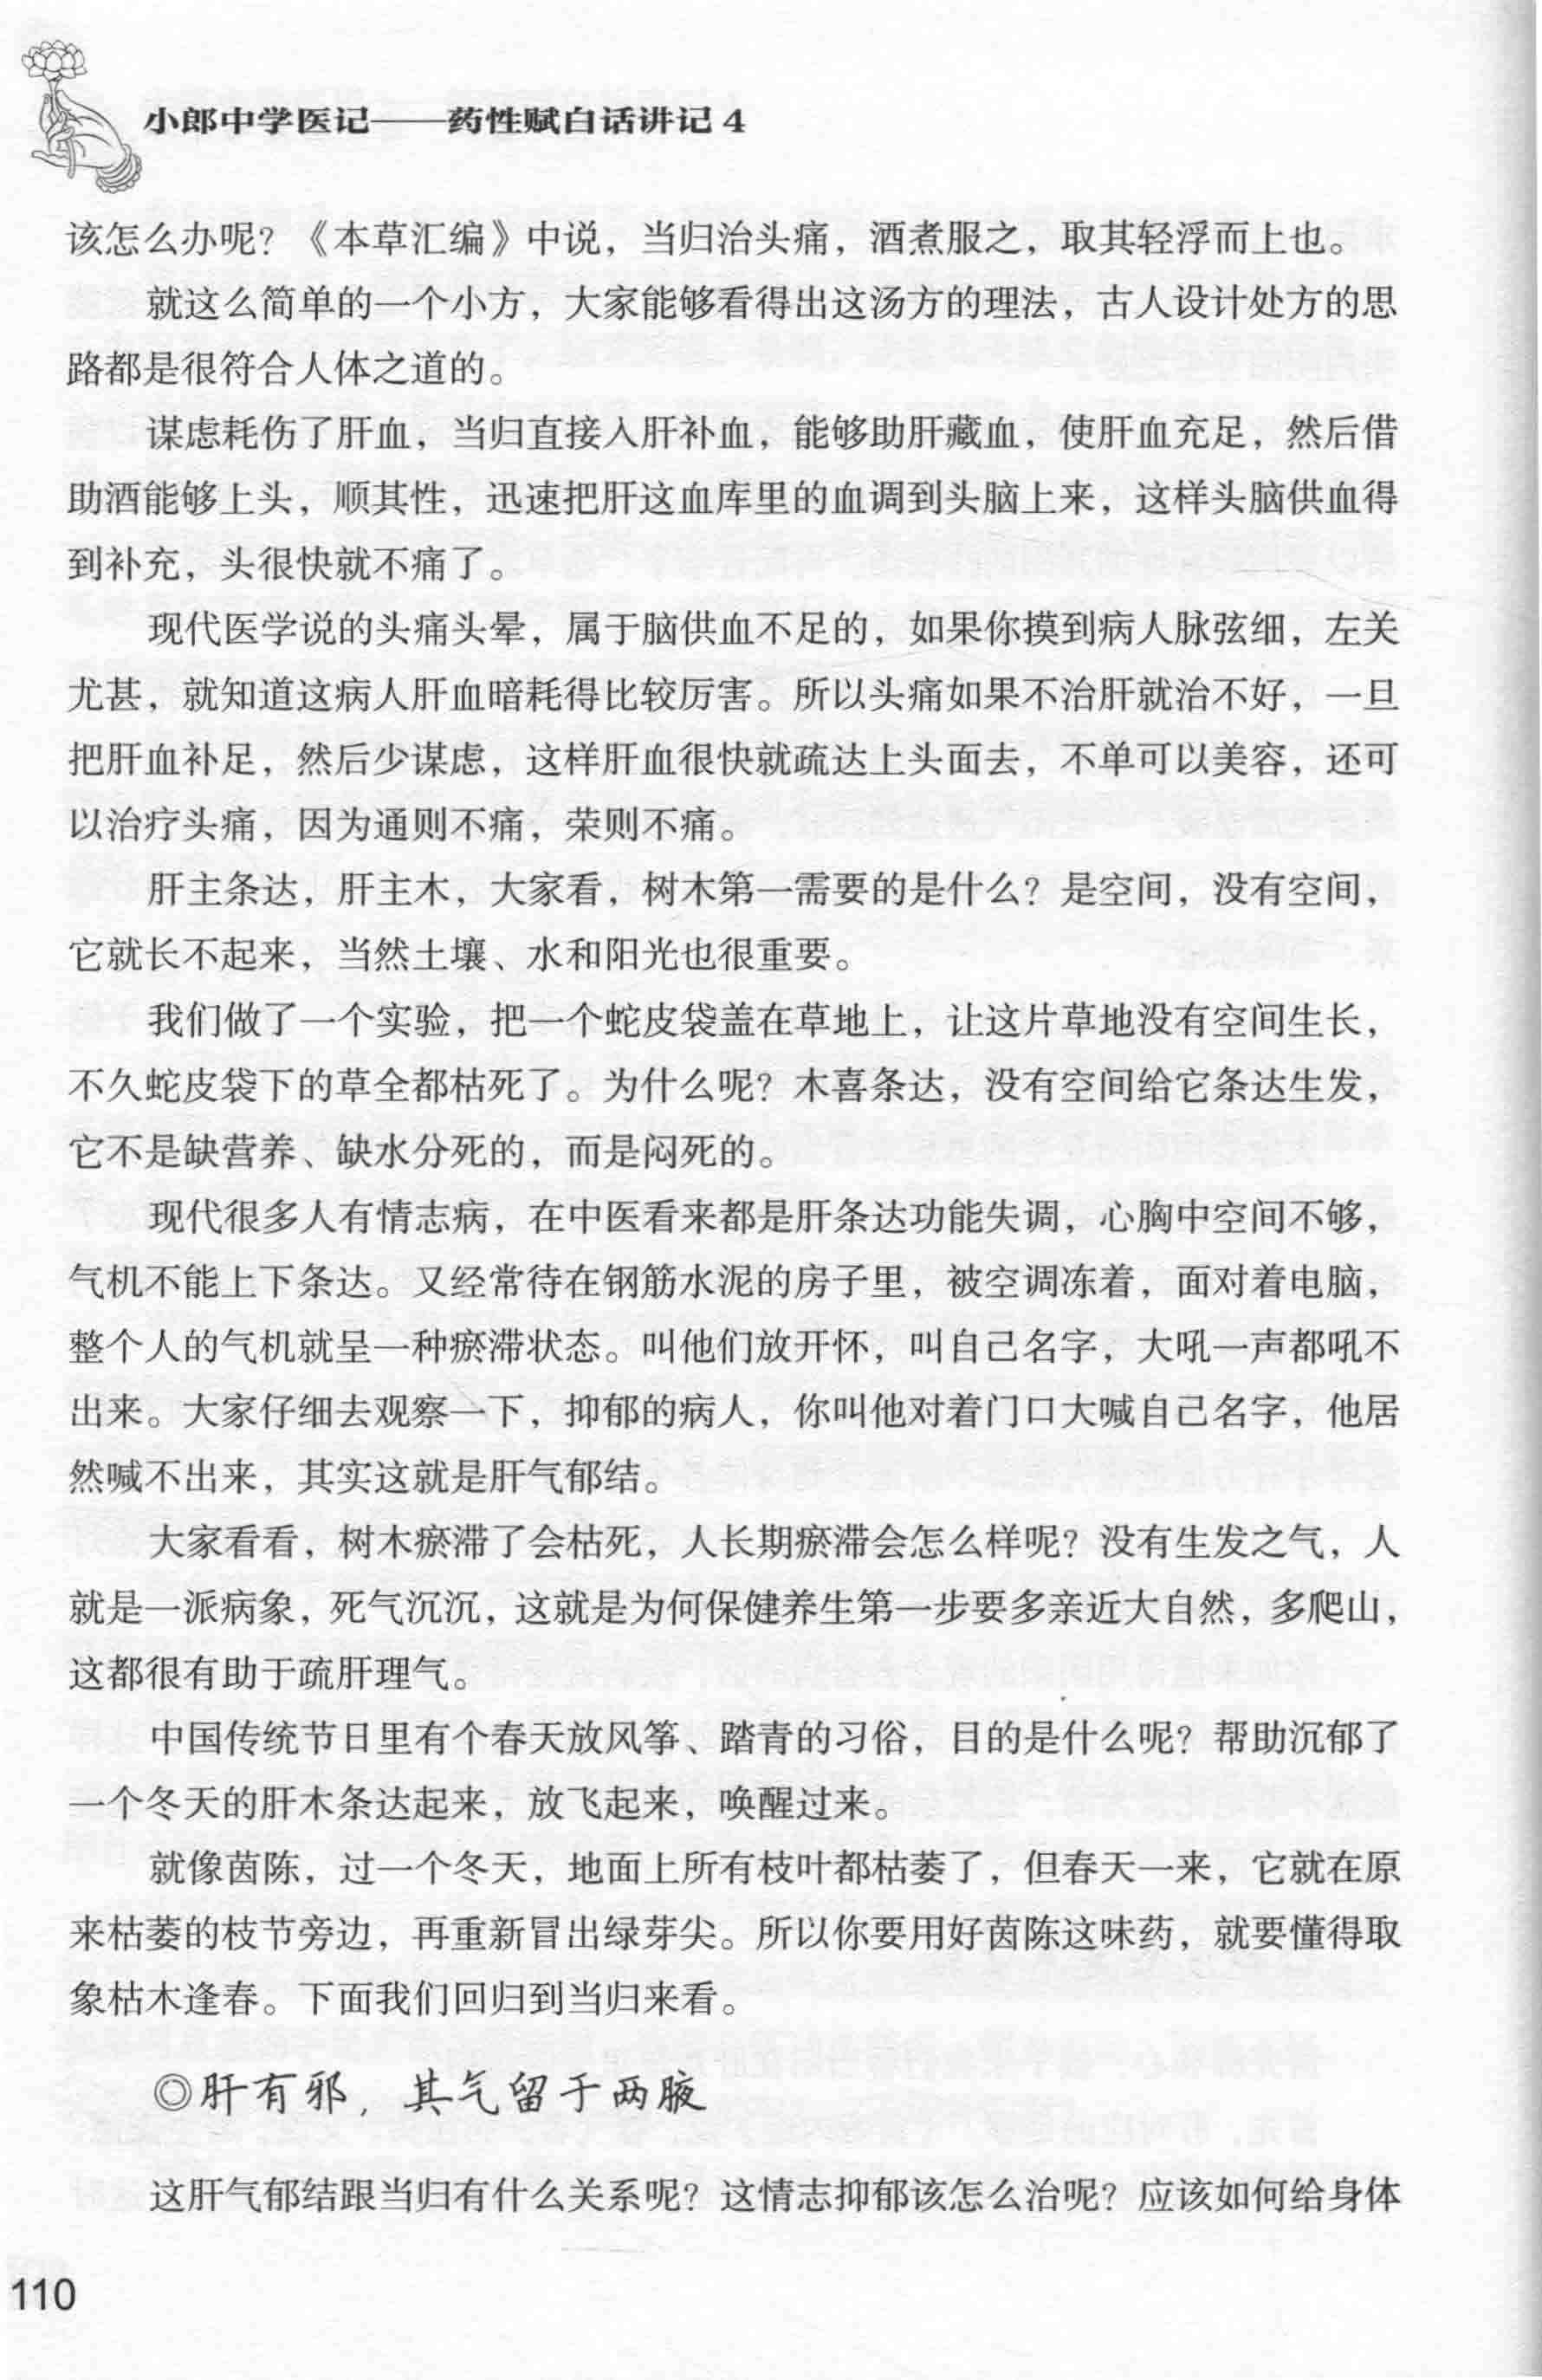 小郎中学医记——药性赋白话讲记 4
该怎么办呢？《本草汇编》中说，当归治头痛，酒煮服之，取其轻浮而上也。
就这么简单的一个小方，大家能够看得出这汤方的理法，古人设计处方的思
路都是很符合人体之道的。
谋虑耗伤了肝血，当归直接入肝补血，能够助肝藏血，使肝血充足，然后借
助酒能够上头，顺其性，迅速把肝这血库里的血调到头脑上来，这样头脑供血得
到补充，头很快就不痛了。
现代医学说的头痛头晕，属于脑供血不足的，如果你摸到病人脉弦细，左关
尤甚，就知道这病人肝血暗耗得比较厉害。所以头痛如果不治肝就治不好，一旦
把肝血补足，然后少谋虑，这样肝血很快就疏达上头面去，不单可以美容，还可
以治疗头痛，因为通则不痛，荣则不痛。
肝主条达，肝主木，大家看，树木第一需要的是什么？是空间，没有空间，
它就长不起来，当然土壤、水和阳光也很重要。
我们做了一个实验，把一个蛇皮袋盖在草地上，让这片草地没有空间生长，
不久蛇皮袋下的草全都枯死了。为什么呢？木喜条达，没有空间给它条达生发，
它不是缺营养、缺水分死的，而是闷死的。
现代很多人有情志病，在中医看来都是肝条达功能失调，心胸中空间不够，
气机不能上下条达。又经常待在钢筋水泥的房子里，被空调冻着，面对着电脑，
整个人的气机就呈一种瘀滞状态。叫他们放开怀，叫自己名字，大吼一声都吼不
出来。大家仔细去观察一下，抑郁的病人，你叫他对着门口大喊自己名字，他居
然喊不出来，其实这就是肝气郁结。
大家看看，树木瘀滞了会枯死，人长期瘀滞会怎么样呢？没有生发之气，人
就是一派病象，死气沉沉，这就是为何保健养生第一步要多亲近大自然，多爬山，
这都很有助于疏肝理气。
中国传统节日里有个春天放风筝、踏青的习俗，目的是什么呢？帮助沉郁了
一个冬天的肝木条达起来，放飞起来，唤醒过来。
就像茵陈，过一个冬天，地面上所有枝叶都枯萎了，但春天一来，它就在原
来枯萎的枝节旁边，再重新冒出绿芽尖。所以你要用好茵陈这味药，就要懂得取
象枯木逢春。下面我们回归到当归来看。
◎肝有邪，其气留于两腋
这肝气郁结跟当归有什么关系呢？这情志抑郁该怎么治呢？应该如何给身体
110